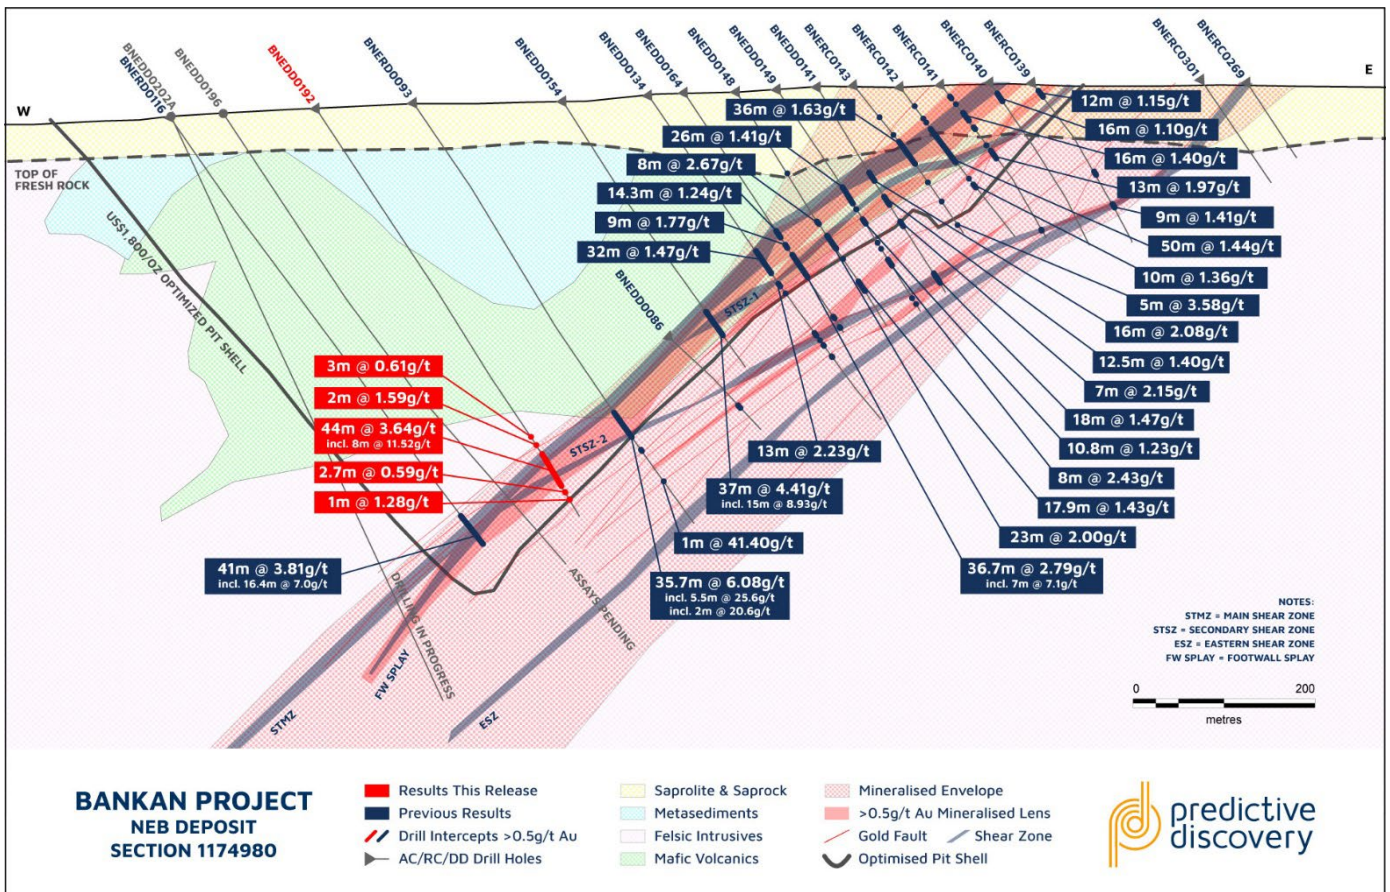 W
E
BNEDD0202A
BNERD0116
BNEDD0196
BNEDD0192
BNERD0093
BNEDD0154
BNEDD0134
BNEDD0164
BNEDD0148
BNEDD0149
BNEDD0141
BNERC0143
BNERC0142
BNERC0141
BNERC0140
BNERC0139
BNERC0301
BNERC0269
TOP OF
FRESH ROCK
US$1,800/OZ OPTIMIZED PIT SHELL
36m @ 1.63g/t
26m @ 1.41g/t
8m @ 2.67g/t
14.3m @ 1.24g/t
9m @ 1.77g/t
32m @ 1.47g/t
BNEDD0086
STSZ-1
STSZ-2
12m @ 1.15g/t
16m @ 1.10g/t
16m @ 1.40g/t
13m @ 1.97g/t
9m @ 1.41g/t
50m @ 1.44g/t
10m @ 1.36g/t
5m @ 3.58g/t
16m @ 2.08g/t
12.5m @ 1.40g/t
7m @ 2.15g/t
18m @ 1.47g/t
10.8m @ 1.23g/t
8m @ 2.43g/t
17.9m @ 1.43g/t
23m @ 2.00g/t
36.7m @ 2.79g/t
incl. 7m @ 7.1g/t
3m @ 0.61g/t
2m @ 1.59g/t
44m @ 3.64g/t
incl. 8m @ 11.52g/t
2.7m @ 0.59g/t
1m @ 1.28g/t
13m @ 2.23g/t
37m @ 4.41g/t
incl. 15m @ 8.93g/t
1m @ 41.40g/t
35.7m @ 6.08g/t
incl. 5.5m @ 25.6g/t
incl. 2m @ 20.6g/t
41m @ 3.81g/t
incl. 16.4m @ 7.0g/t
DRILLING IN PROGRESS
ASSAYS PENDING
FW SPLAY
STMZ
ESZ
NOTES:
STMZ = MAIN SHEAR ZONE
STSZ = SECONDARY SHEAR ZONE
ESZ = EASTERN SHEAR ZONE
FW SPLAY = FOOTWALL SPLAY
0 200
metres
BANKAN PROJECT
NEB DEPOSIT
SECTION 1174980
Results This Release
Previous Results
Drill Intercepts >0.5g/t Au
AC/RC/DD Drill Holes
Saprolite & Saprock
Metasediments
Felsic Intrusives
Mafic Volcanics
Mineralised Envelope
>0.5g/t Au Mineralised Lens
Gold Fault Shear Zone
Optimised Pit Shell
predictive
discovery